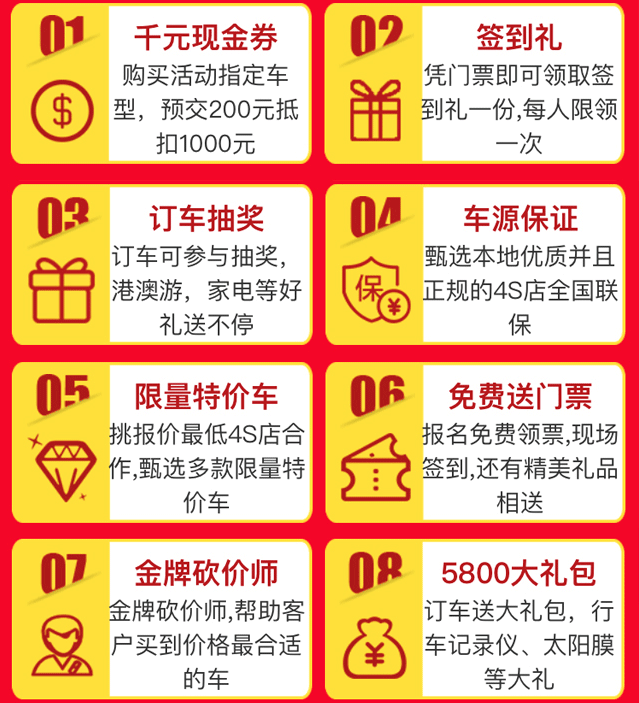 01
千元现金券
购买活动指定车
型，预交200元抵
扣1000元
02
签到礼
凭门票即可领取签
到礼一份,每人限领
一次
03
订车抽奖
订车可参与抽奖，
港澳游，家电等好
礼送不停
04
车源保证
甄选本地优质并且
正规的4S店全国联
保
保
¥
05
限量特价车
挑报价最低4S店合
作,甄选多款限量特
价车
06
免费送门票
报名免费领票,现场
签到,还有精美礼品
相送
07
金牌砍价师
金牌砍价师,帮助客
户买到价格最合适
的车
08
5800大礼包
订车送大礼包，行
车记录仪、太阳膜
等大礼
¥
$